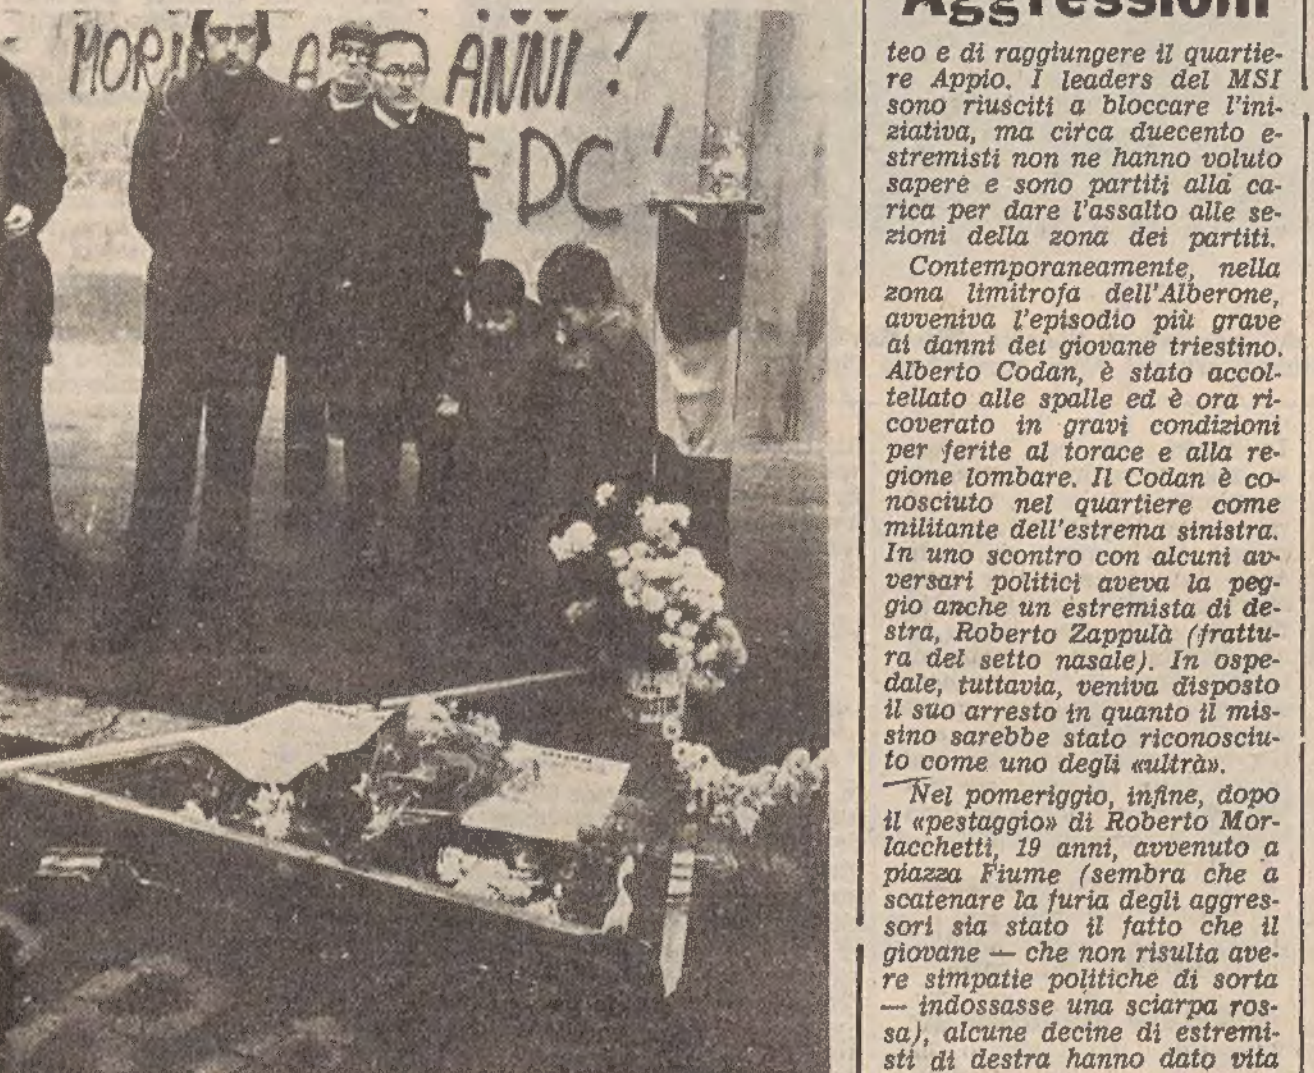 MORI A ANNI !
E DC !
Aggressioni
teo e di raggiungere il quartie-
re Appio. I leaders del MSI
sono riusciti a bloccare l'ini-
ziativa, ma circa duecento e-
stremisti non ne hanno voluto
sapere e sono partiti alla ca-
rica per dare l'assalto alle se-
zioni della zona dei partiti.
Contemporaneamente, nella
zona limitrofa dell'Alberone,
avveniva l'episodio più grave
ai danni del giovane triestino.
Alberto Codan, è stato accol-
tellato alle spalle ed è ora ri-
coverato in gravi condizioni
per ferite al torace e alla re-
gione lombare. Il Codan è co-
nosciuto nel quartiere come
militante dell'estrema sinistra.
In uno scontro con alcuni av-
versari politici aveva la peg-
gio anche un estremista di de-
stra, Roberto Zappulà (frattu-
ra del setto nasale). In ospe-
dale, tuttavia, veniva disposto
il suo arresto in quanto il mis-
sino sarebbe stato riconosciu-
to come uno degli «ultrà».
Nel pomeriggio, infine, dopo
il «pestaggio» di Roberto Mor-
lacchetti, 19 anni, avvenuto a
piazza Fiume (sembra che a
scatenare la furia degli aggres-
sori sia stato il fatto che il
giovane — che non risulta ave-
re simpatie politiche di sorta
— indossasse una sciarpa ros-
sa), alcune decine di estremi-
sti di destra hanno dato vita